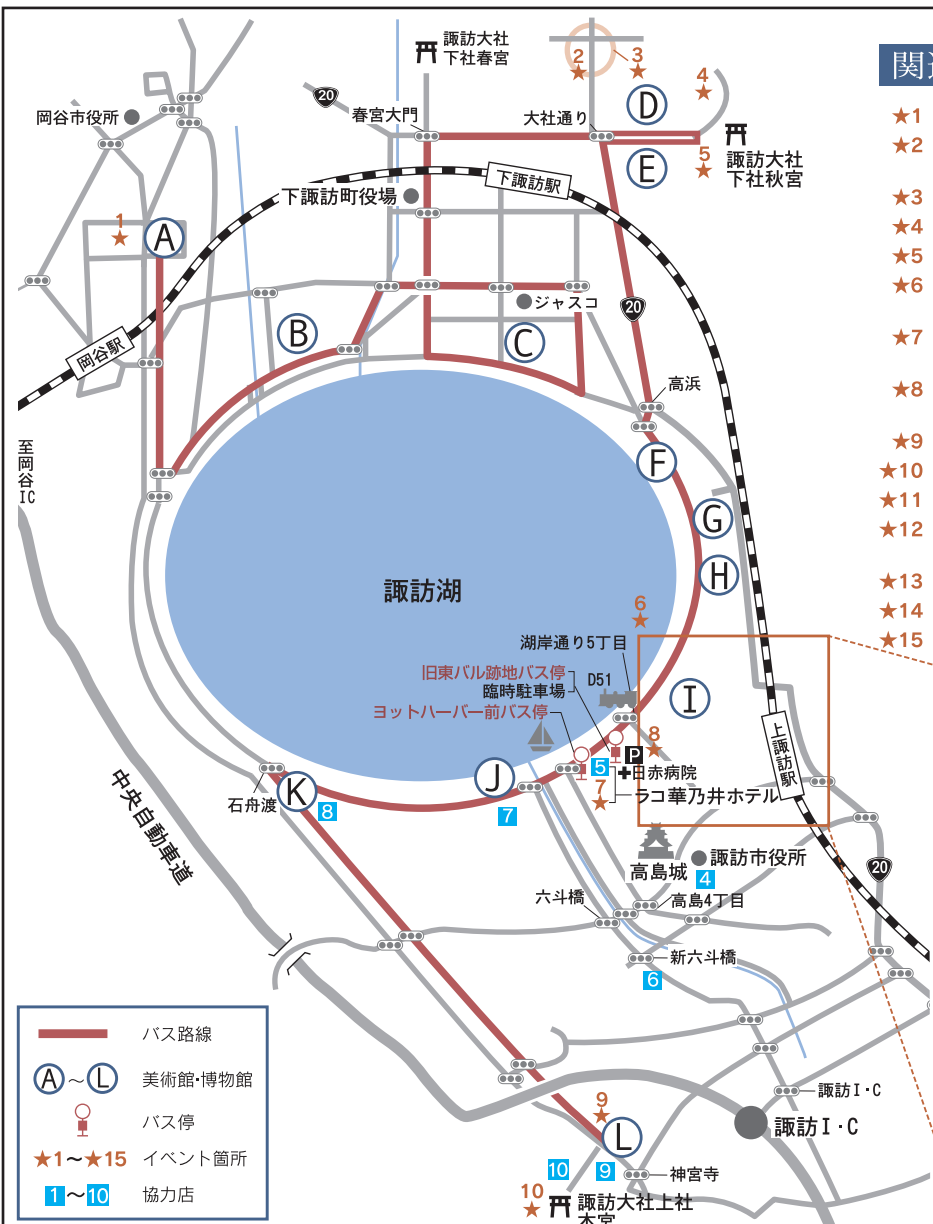 諏訪大社
下社春宮
2
3
4
関連
岡谷市役所
20
春宮大門
大社通り
D
E
5
諏訪大社
下社秋宮
★1
★2
★3
★4
★5
★6
★7
★8
★9
★10
★11
★12
★13
★14
★15
下諏訪町役場
下諏訪駅
1
A
B
ジャスコ
C
20
岡谷駅
高浜
至岡谷IC
F
G
H
諏訪湖
6
湖岸通り5丁目
旧東バル跡地バス停
臨時駐車場
D51
ヨットハーバー前バス停
I
8
P
上諏訪駅
5
日赤病院
7
ラコ華乃井ホテル
J
K
石舟渡
8
7
中央自動車道
高島城
諏訪市役所
4
20
六斗橋
高島4丁目
新六斗橋
6
諏訪I・C
諏訪I・C
9
L
10
9
神宮寺
10
諏訪大社上社
本宮
バス路線
A～L 美術館・博物館
バス停
★1～★15 イベント箇所
1～10 協力店